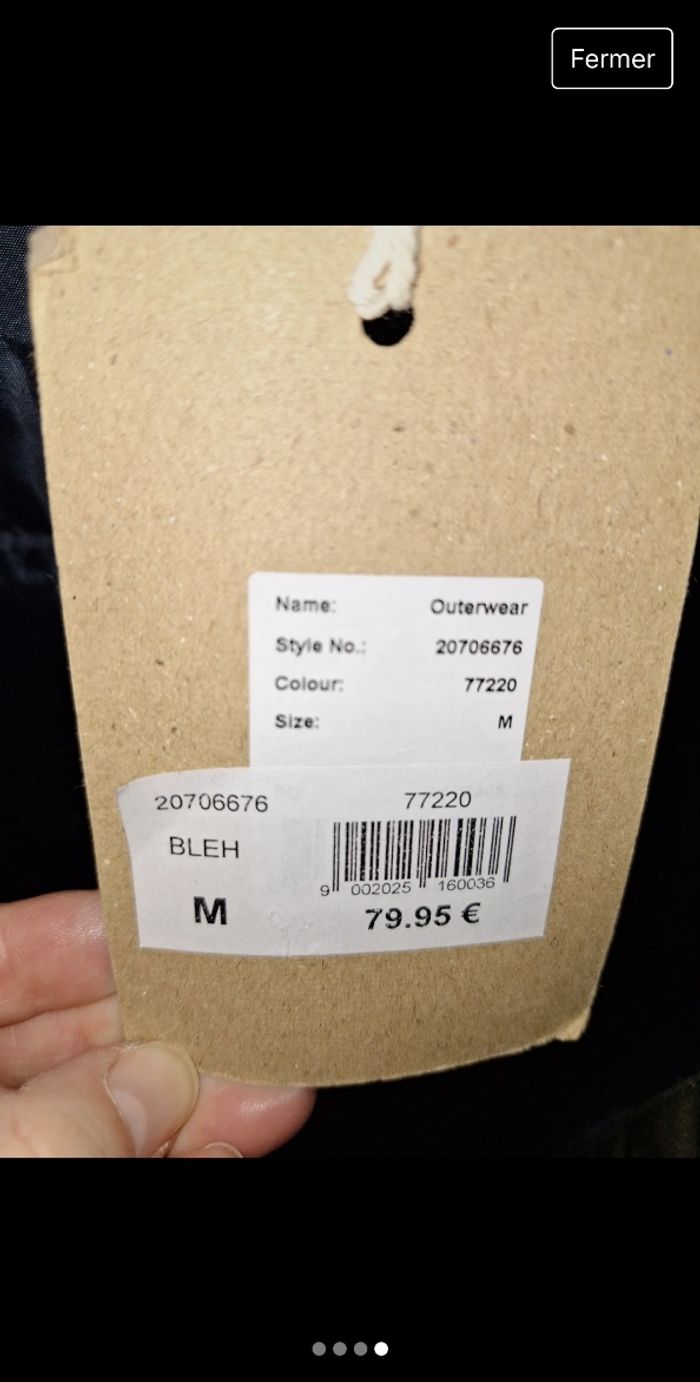 Fermer
Name: Outerwear
Style No.: 20706676
Colour: 77220
Size: M
20706676 77220
BLEH
9 002025 160036
M 79.95 €